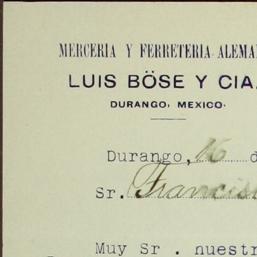 MERCERIA Y FERRETERIA ALEMA
LUIS BÖSE Y CIA.
DURANGO, MEXICO.
Durango, 16 d
Sr. Francis
Muy Sr . nuestr